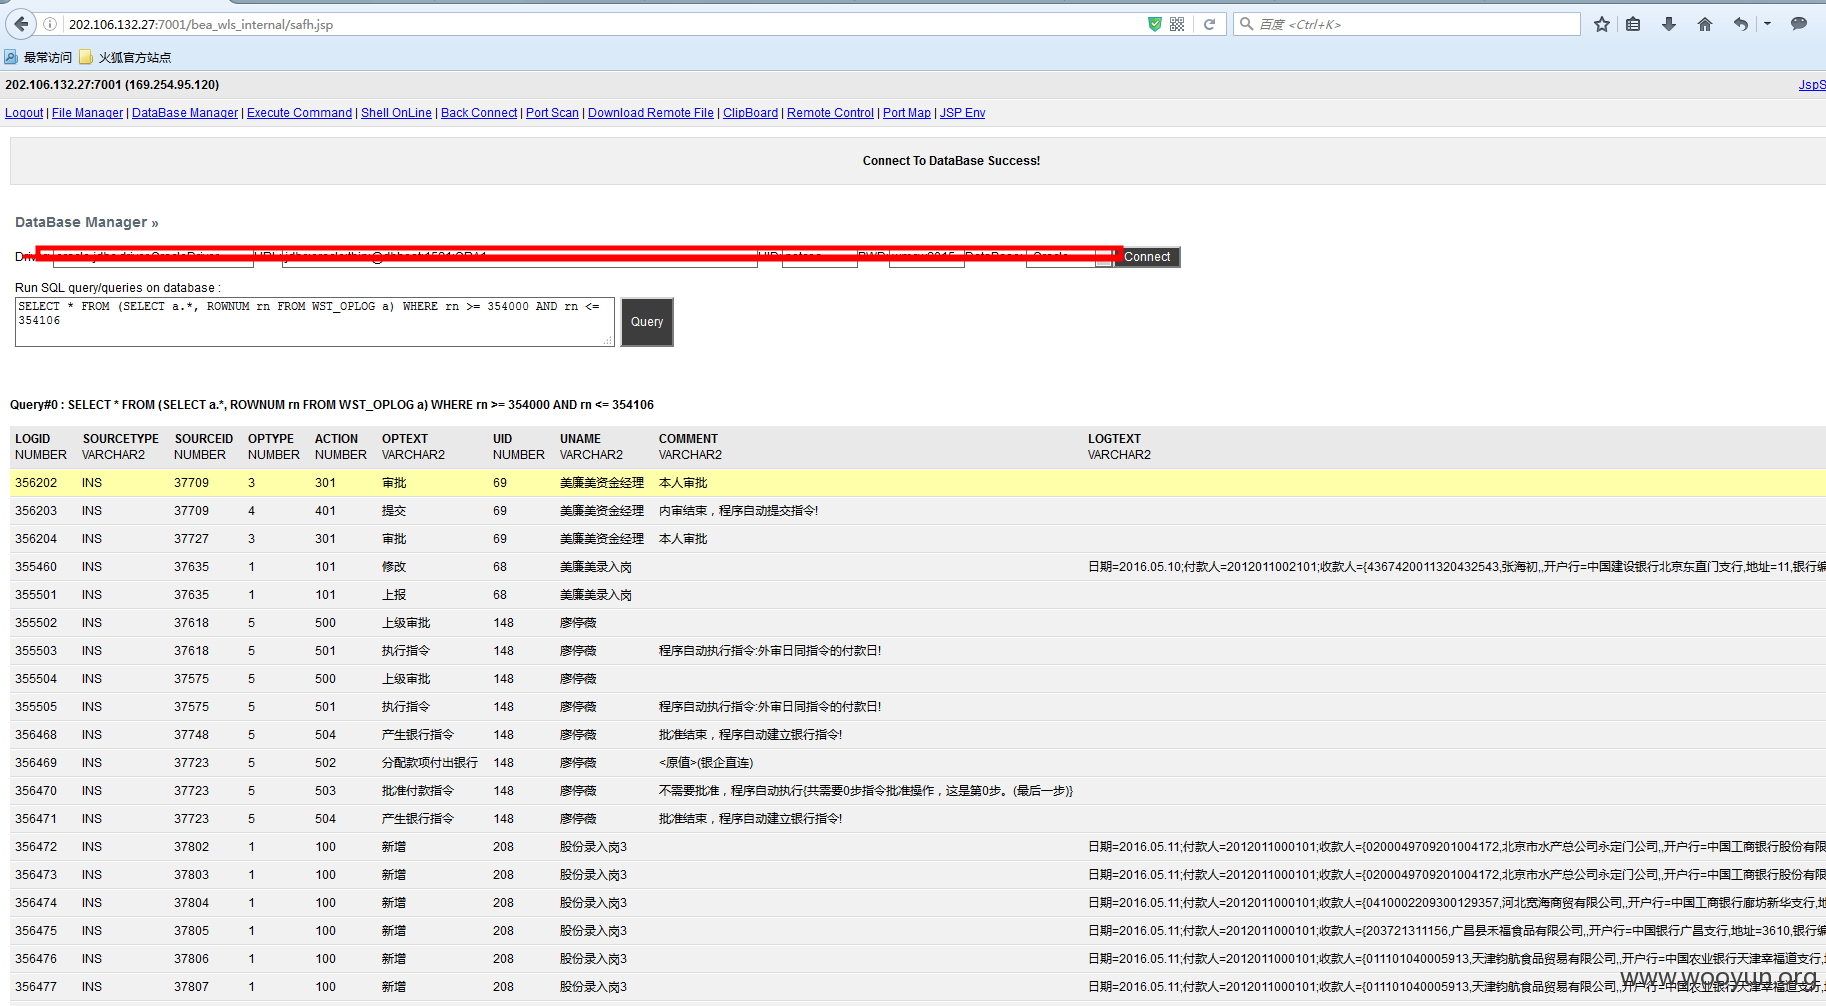 202.106.132.27:7001/bea_wls_internal/safh.jsp
百度 <Ctrl+K>
最常访问 火狐官方站点
202.106.132.27:7001 (169.254.95.120) JspS
Logout | File Manager | DataBase Manager | Execute Command | Shell OnLine | Back Connect | Port Scan | Download Remote File | ClipBoard | Remote Control | Port Map | JSP Env
Connect To DataBase Success!
DataBase Manager »
Connect
Run SQL query/queries on database :
SELECT * FROM (SELECT a.*, ROWNUM rn FROM WST_OPLOG a) WHERE rn >= 354000 AND rn <=
354106
Query
Query#0 : SELECT * FROM (SELECT a.*, ROWNUM rn FROM WST_OPLOG a) WHERE rn >= 354000 AND rn <= 354106
LOGID SOURCETYPE SOURCEID OPTYPE ACTION OPTEXT UID UNAME COMMENT LOGTEXT
NUMBER VARCHAR2 NUMBER NUMBER NUMBER VARCHAR2 NUMBER VARCHAR2 VARCHAR2 VARCHAR2
356202 INS 37709 3 301 审批 69 美廉美资金经理 本人审批
356203 INS 37709 4 401 提交 69 美廉美资金经理 内审结束，程序自动提交指令!
356204 INS 37727 3 301 审批 69 美廉美资金经理 本人审批
355460 INS 37635 1 101 修改 68 美廉美录入岗 日期=2016.05.10;付款人=2012011002101;收款人={4367420011320432543,张海初,,开户行=中国建设银行北京东直门支行,地址=11,银行编
355501 INS 37635 1 101 上报 68 美廉美录入岗
355502 INS 37618 5 500 上级审批 148 廖停薇
355503 INS 37618 5 501 执行指令 148 廖停薇 程序自动执行指令:外审日同指令的付款日!
355504 INS 37575 5 500 上级审批 148 廖停薇
355505 INS 37575 5 501 执行指令 148 廖停薇 程序自动执行指令:外审日同指令的付款日!
356468 INS 37748 5 504 产生银行指令 148 廖停薇 批准结束，程序自动建立银行指令!
356469 INS 37723 5 502 分配款项付出银行 148 廖停薇 <原值>(银企直连)
356470 INS 37723 5 503 批准付款指令 148 廖停薇 不需要批准，程序自动执行{共需要0步指令批准操作，这是第0步。(最后一步)}
356471 INS 37723 5 504 产生银行指令 148 廖停薇 批准结束，程序自动建立银行指令!
356472 INS 37802 1 100 新增 208 股份录入岗3 日期=2016.05.11;付款人=2012011000101;收款人={0200049709201004172,北京市水产总公司永定门公司,,开户行=中国工商银行股份有限
356473 INS 37803 1 100 新增 208 股份录入岗3 日期=2016.05.11;付款人=2012011000101;收款人={0200049709201004172,北京市水产总公司永定门公司,,开户行=中国工商银行股份有限
356474 INS 37804 1 100 新增 208 股份录入岗3 日期=2016.05.11;付款人=2012011000101;收款人={0410002209300129357,河北宽海商贸有限公司,,开户行=中国工商银行廊坊新华支行,地
356475 INS 37805 1 100 新增 208 股份录入岗3 日期=2016.05.11;付款人=2012011000101;收款人={203721311156,广昌县禾福食品有限公司,,开户行=中国银行广昌支行,地址=3610,银行编
356476 INS 37806 1 100 新增 208 股份录入岗3 日期=2016.05.11;付款人=2012011000101;收款人={011101040005913,天津钧航食品贸易有限公司,,开户行=中国农业银行天津幸福道支行,
356477 INS 37807 1 100 新增 208 股份录入岗3 日期=2016.05.11;付款人=2012011000101;收款人={011101040005913,天津钧航食品贸易有限公司,,开户行=中国农业银行天津幸福道支行,
www.wooyun.org